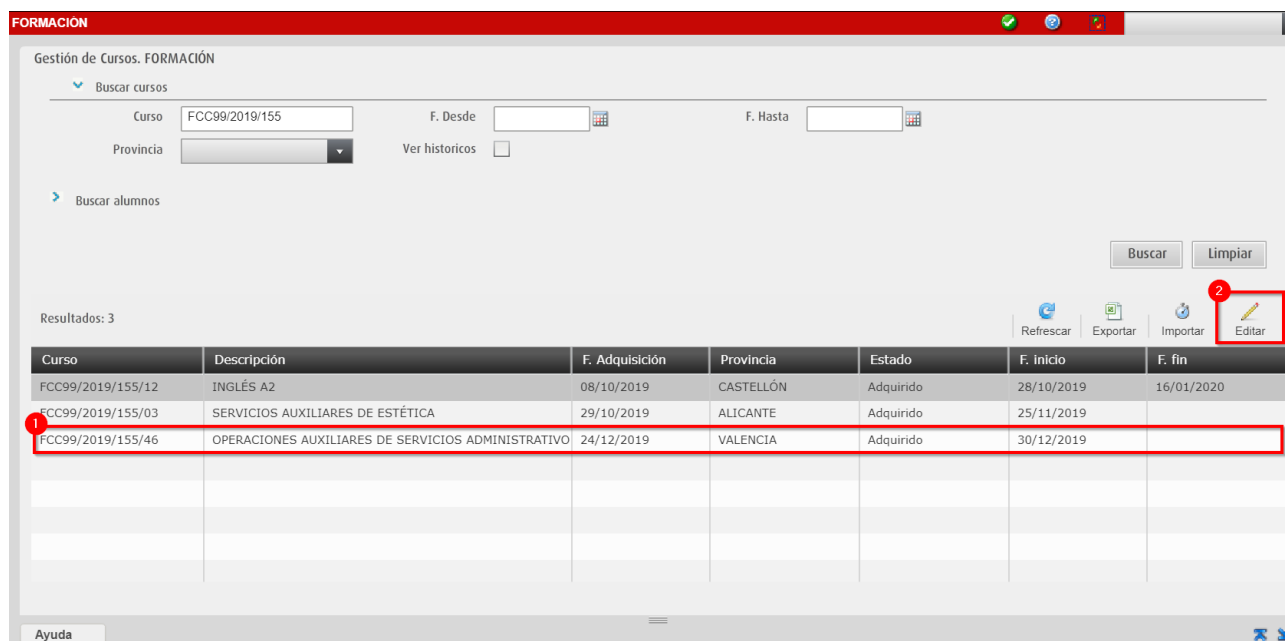 FORMACIÓN
Gestión de Cursos. FORMACIÓN
Buscar cursos
Curso FCC99/2019/155 F. Desde F. Hasta
Provincia Ver historicos
Buscar alumnos
Buscar Limpiar
2
Resultados: 3 Refrescar Exportar Importar Editar
Curso Descripción F. Adquisición Provincia Estado F. inicio F. fin
FCC99/2019/155/12 INGLÉS A2 08/10/2019 CASTELLÓN Adquirido 28/10/2019 16/01/2020
FCC99/2019/155/03 SERVICIOS AUXILIARES DE ESTÉTICA 29/10/2019 ALICANTE Adquirido 25/11/2019
1
FCC99/2019/155/46 OPERACIONES AUXILIARES DE SERVICIOS ADMINISTRATIVO 24/12/2019 VALENCIA Adquirido 30/12/2019
Ayuda